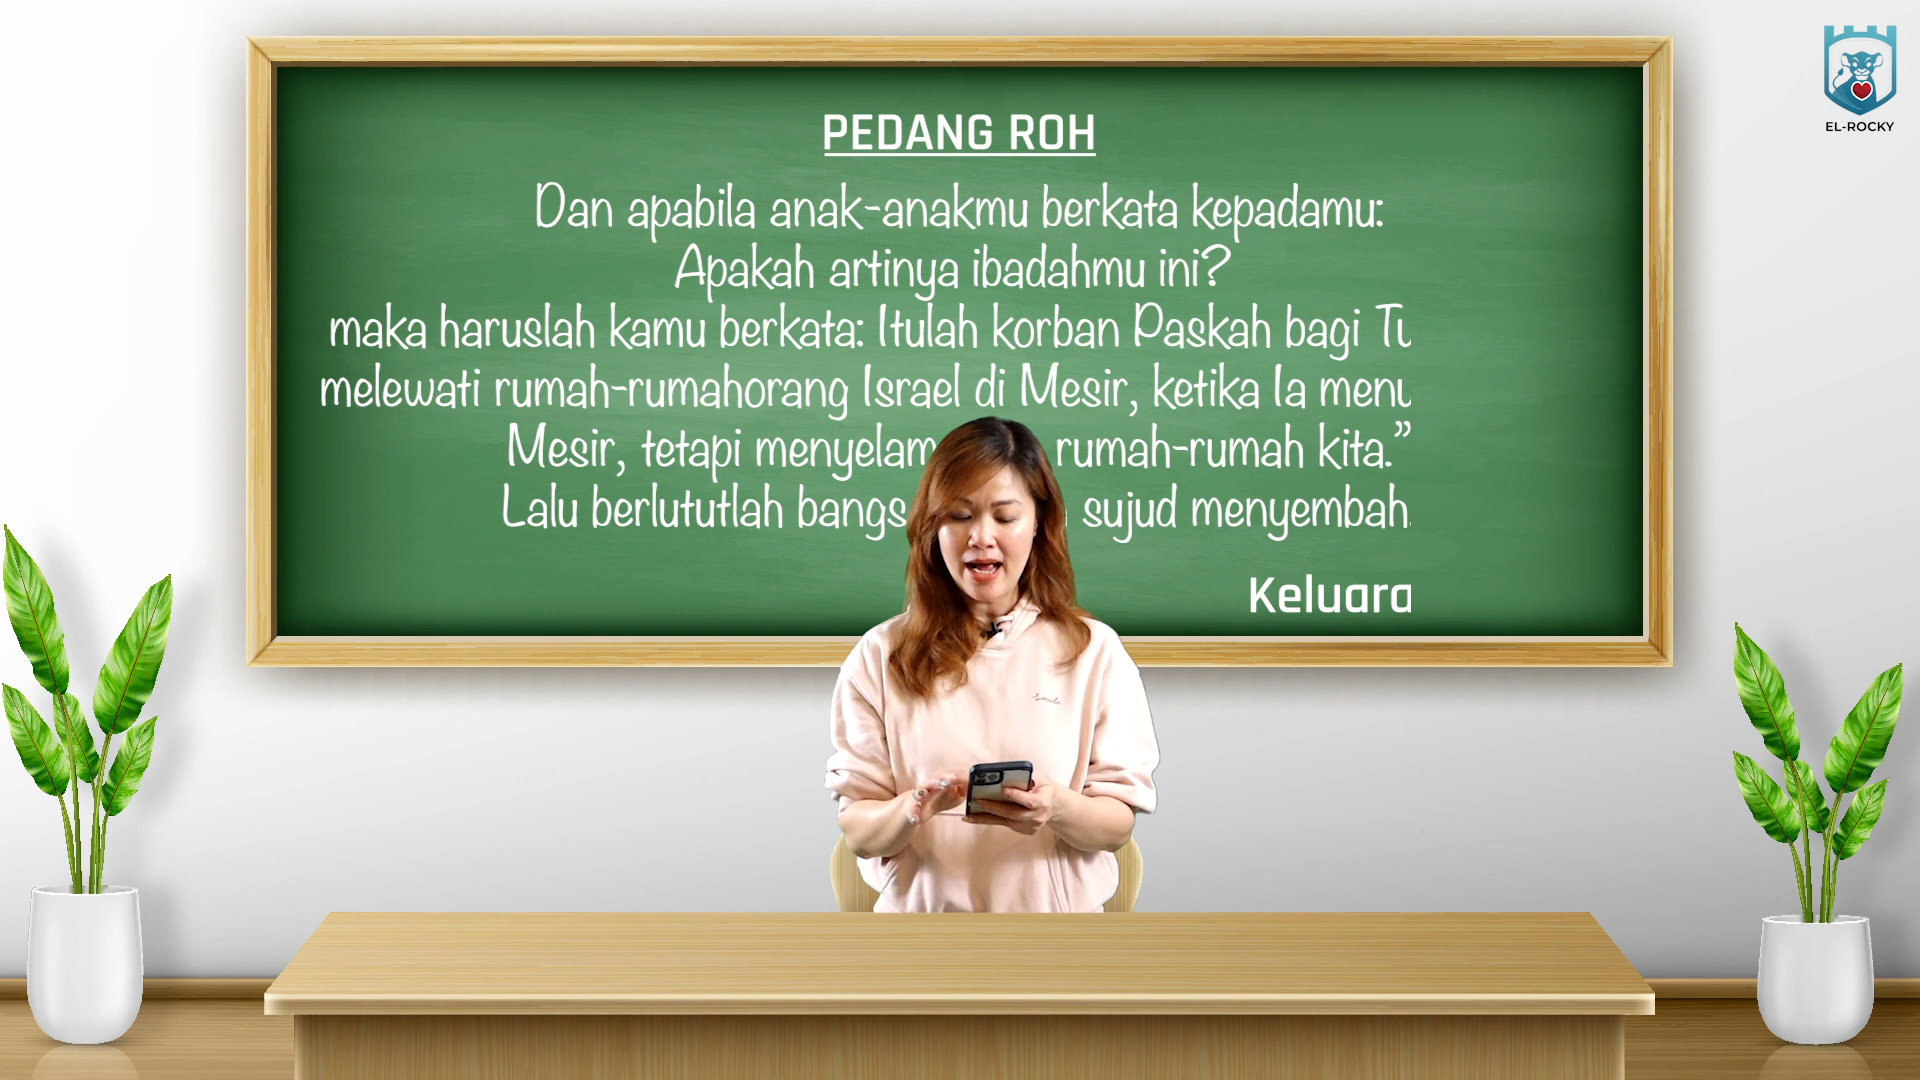 PEDANG ROH
Dan apabila anak-anakmu berkata kepadamu:
Apakah artinya ibadahmu ini?
maka haruslah kamu berkata: Itulah korban Paskah bagi
melewati rumah-rumahorang Israel di Mesir, ketika Ia
Mesir, tetapi rumah-rumah kita.”
Lalu berlututlah sujud menyembah.
EL-ROCKY